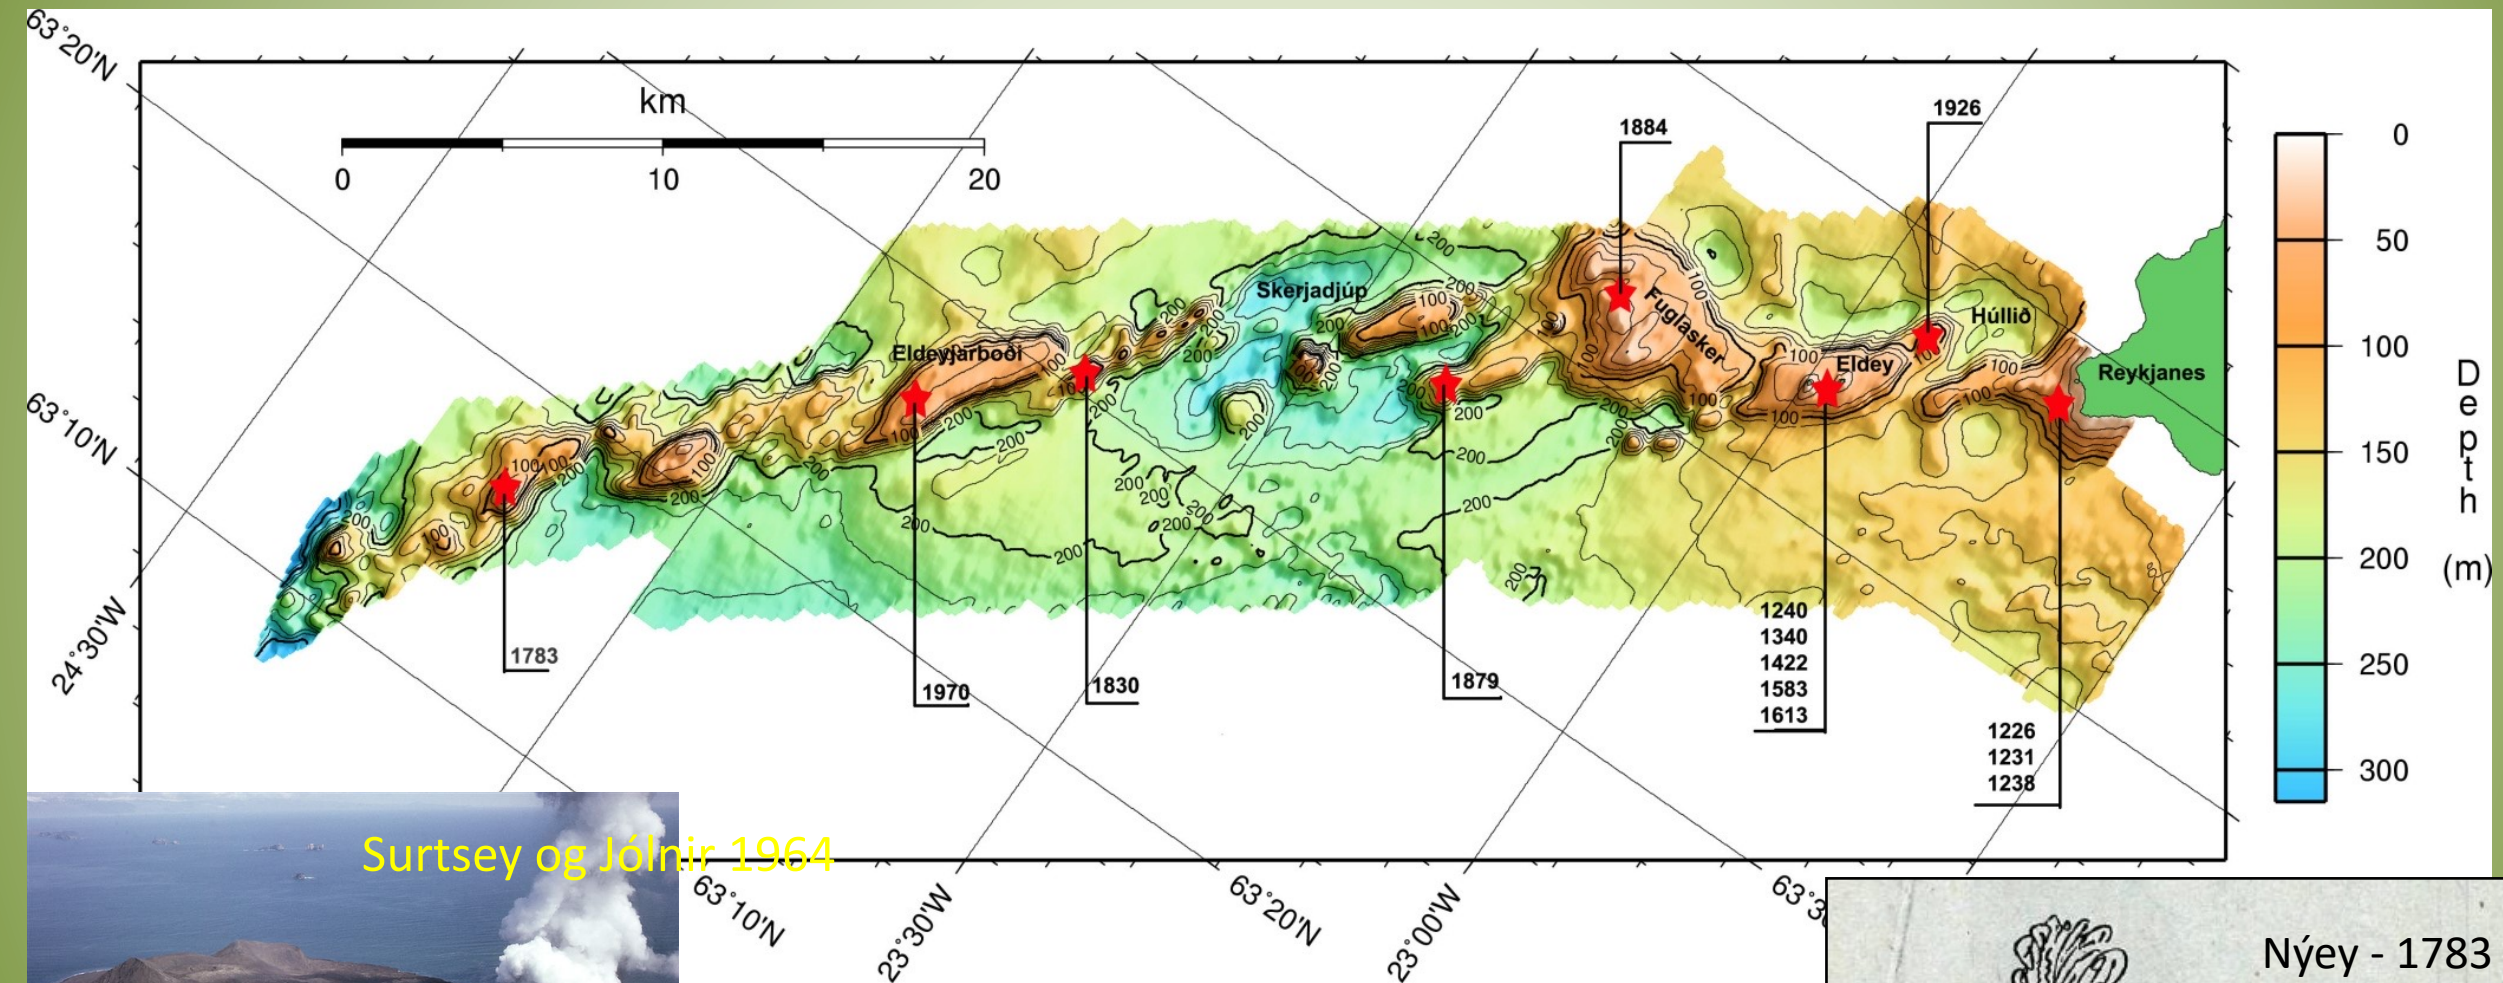 63°20'N
km
0 10 20
1884
1926
0
50
100
150
200
250
300
Depth
(m)
Skerjadjúp
Eldeyjarboði
Fuglasker
Eldey
Húllið
Reykjanes
63°10'N
24°30'W
1783
1970
1830
1879
1240
1340
1422
1583
1613
1226
1231
1238
Surtsey og Jólnir 1964
63°10'N
23°30'W
63°20'N
23°00'W
Nýey - 1783